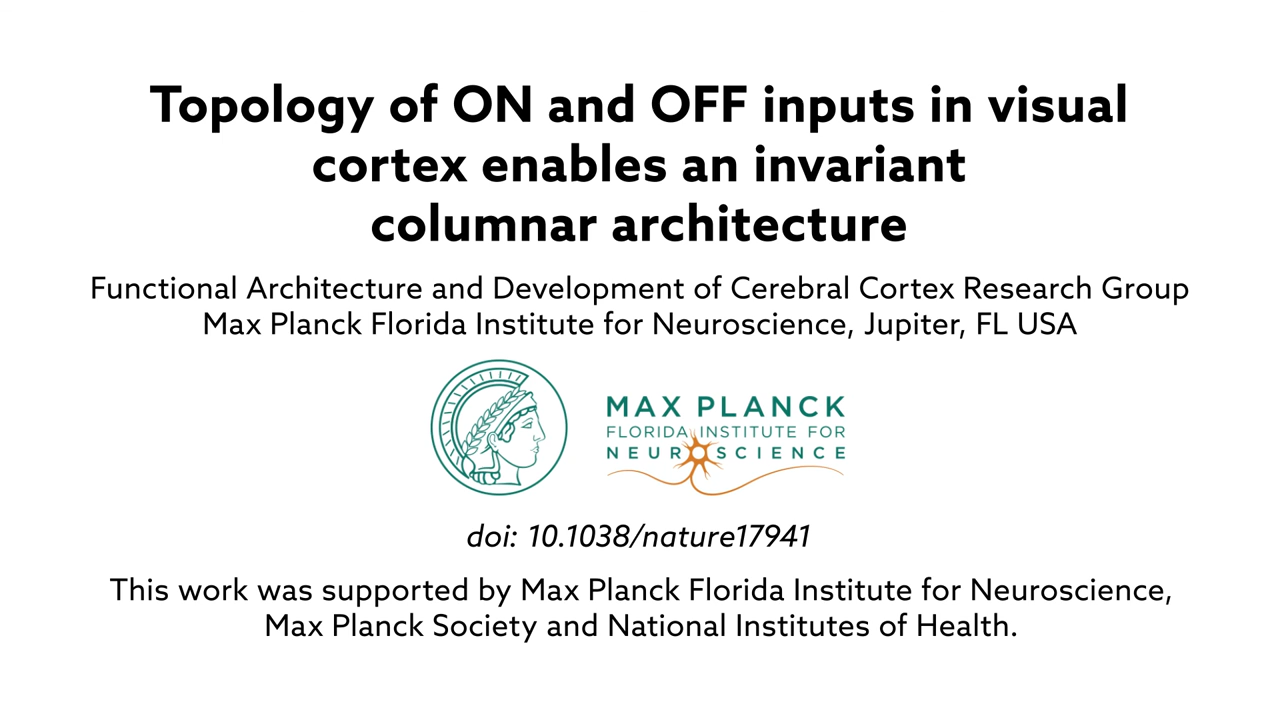 Topology of ON and OFF inputs in visual
cortex enables an invariant
columnar architecture
Functional Architecture and Development of Cerebral Cortex Research Group
Max Planck Florida Institute for Neuroscience, Jupiter, FL USA
MAX PLANCK
FLORIDA INSTITUTE FOR
NEUROSCIENCE
doi: 10.1038/nature17941
This work was supported by Max Planck Florida Institute for Neuroscience,
Max Planck Society and National Institutes of Health.